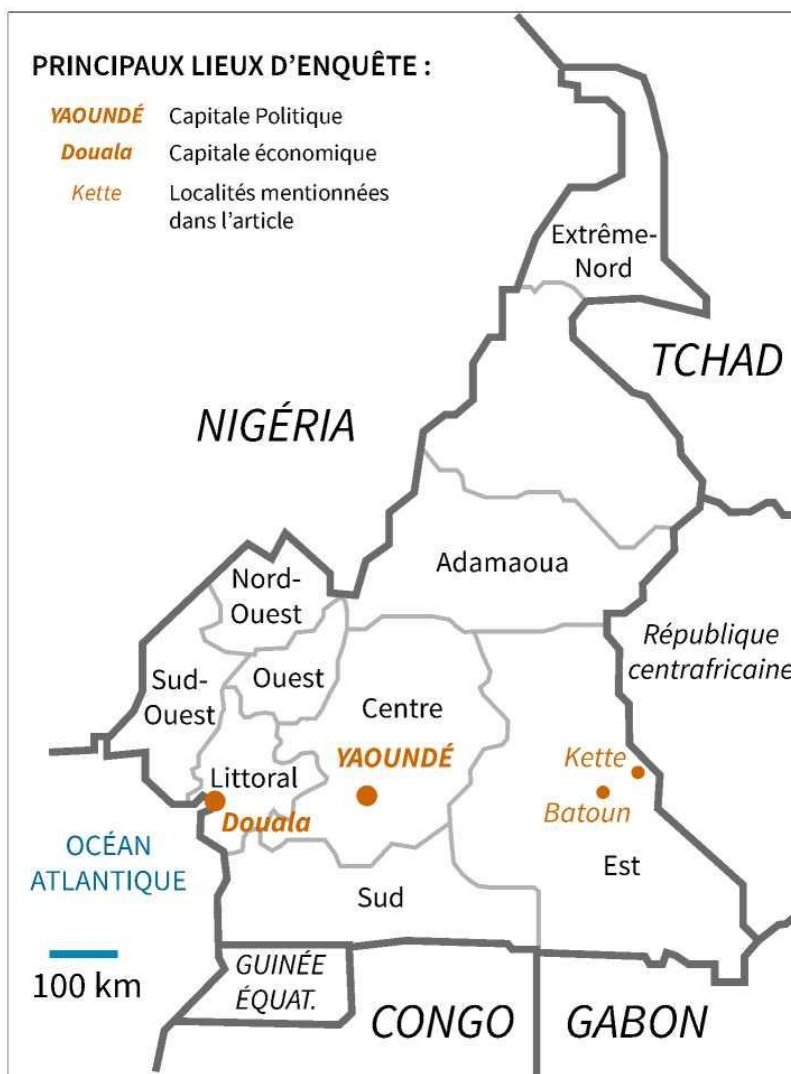 PRINCIPAUX LIEUX D'ENQUÊTE :
YAOUNDÉ Capitale Politique
Douala Capitale économique
Kette Localités mentionnées
dans l'article
Extrême-
Nord
TCHAD
NIGÉRIA
Adamaoua
Nord-
Ouest
République
centrafricaine
Sud-
Ouest
Ouest
Centre
YAOUNDÉ
Kette
Littoral
Batoun
Douala
OCÉAN
ATLANTIQUE
Est
Sud
100 km
GUINÉE
ÉQUAT.
CONGO
GABON